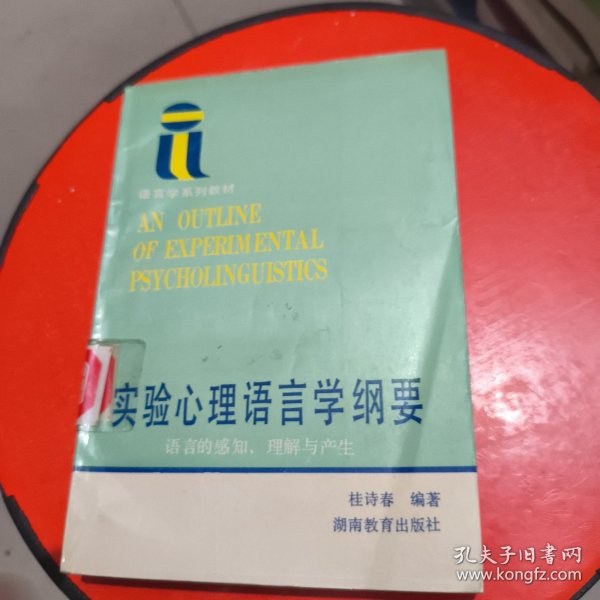 语言学系列教材
AN OUTLINE
OF EXPERIMENTAL
PSYCHOLINGUISTICS
实验心理语言学纲要
语言的感知、理解与产生
桂诗春 编著
湖南教育出版社
孔夫子旧书网
www.kongfz.com